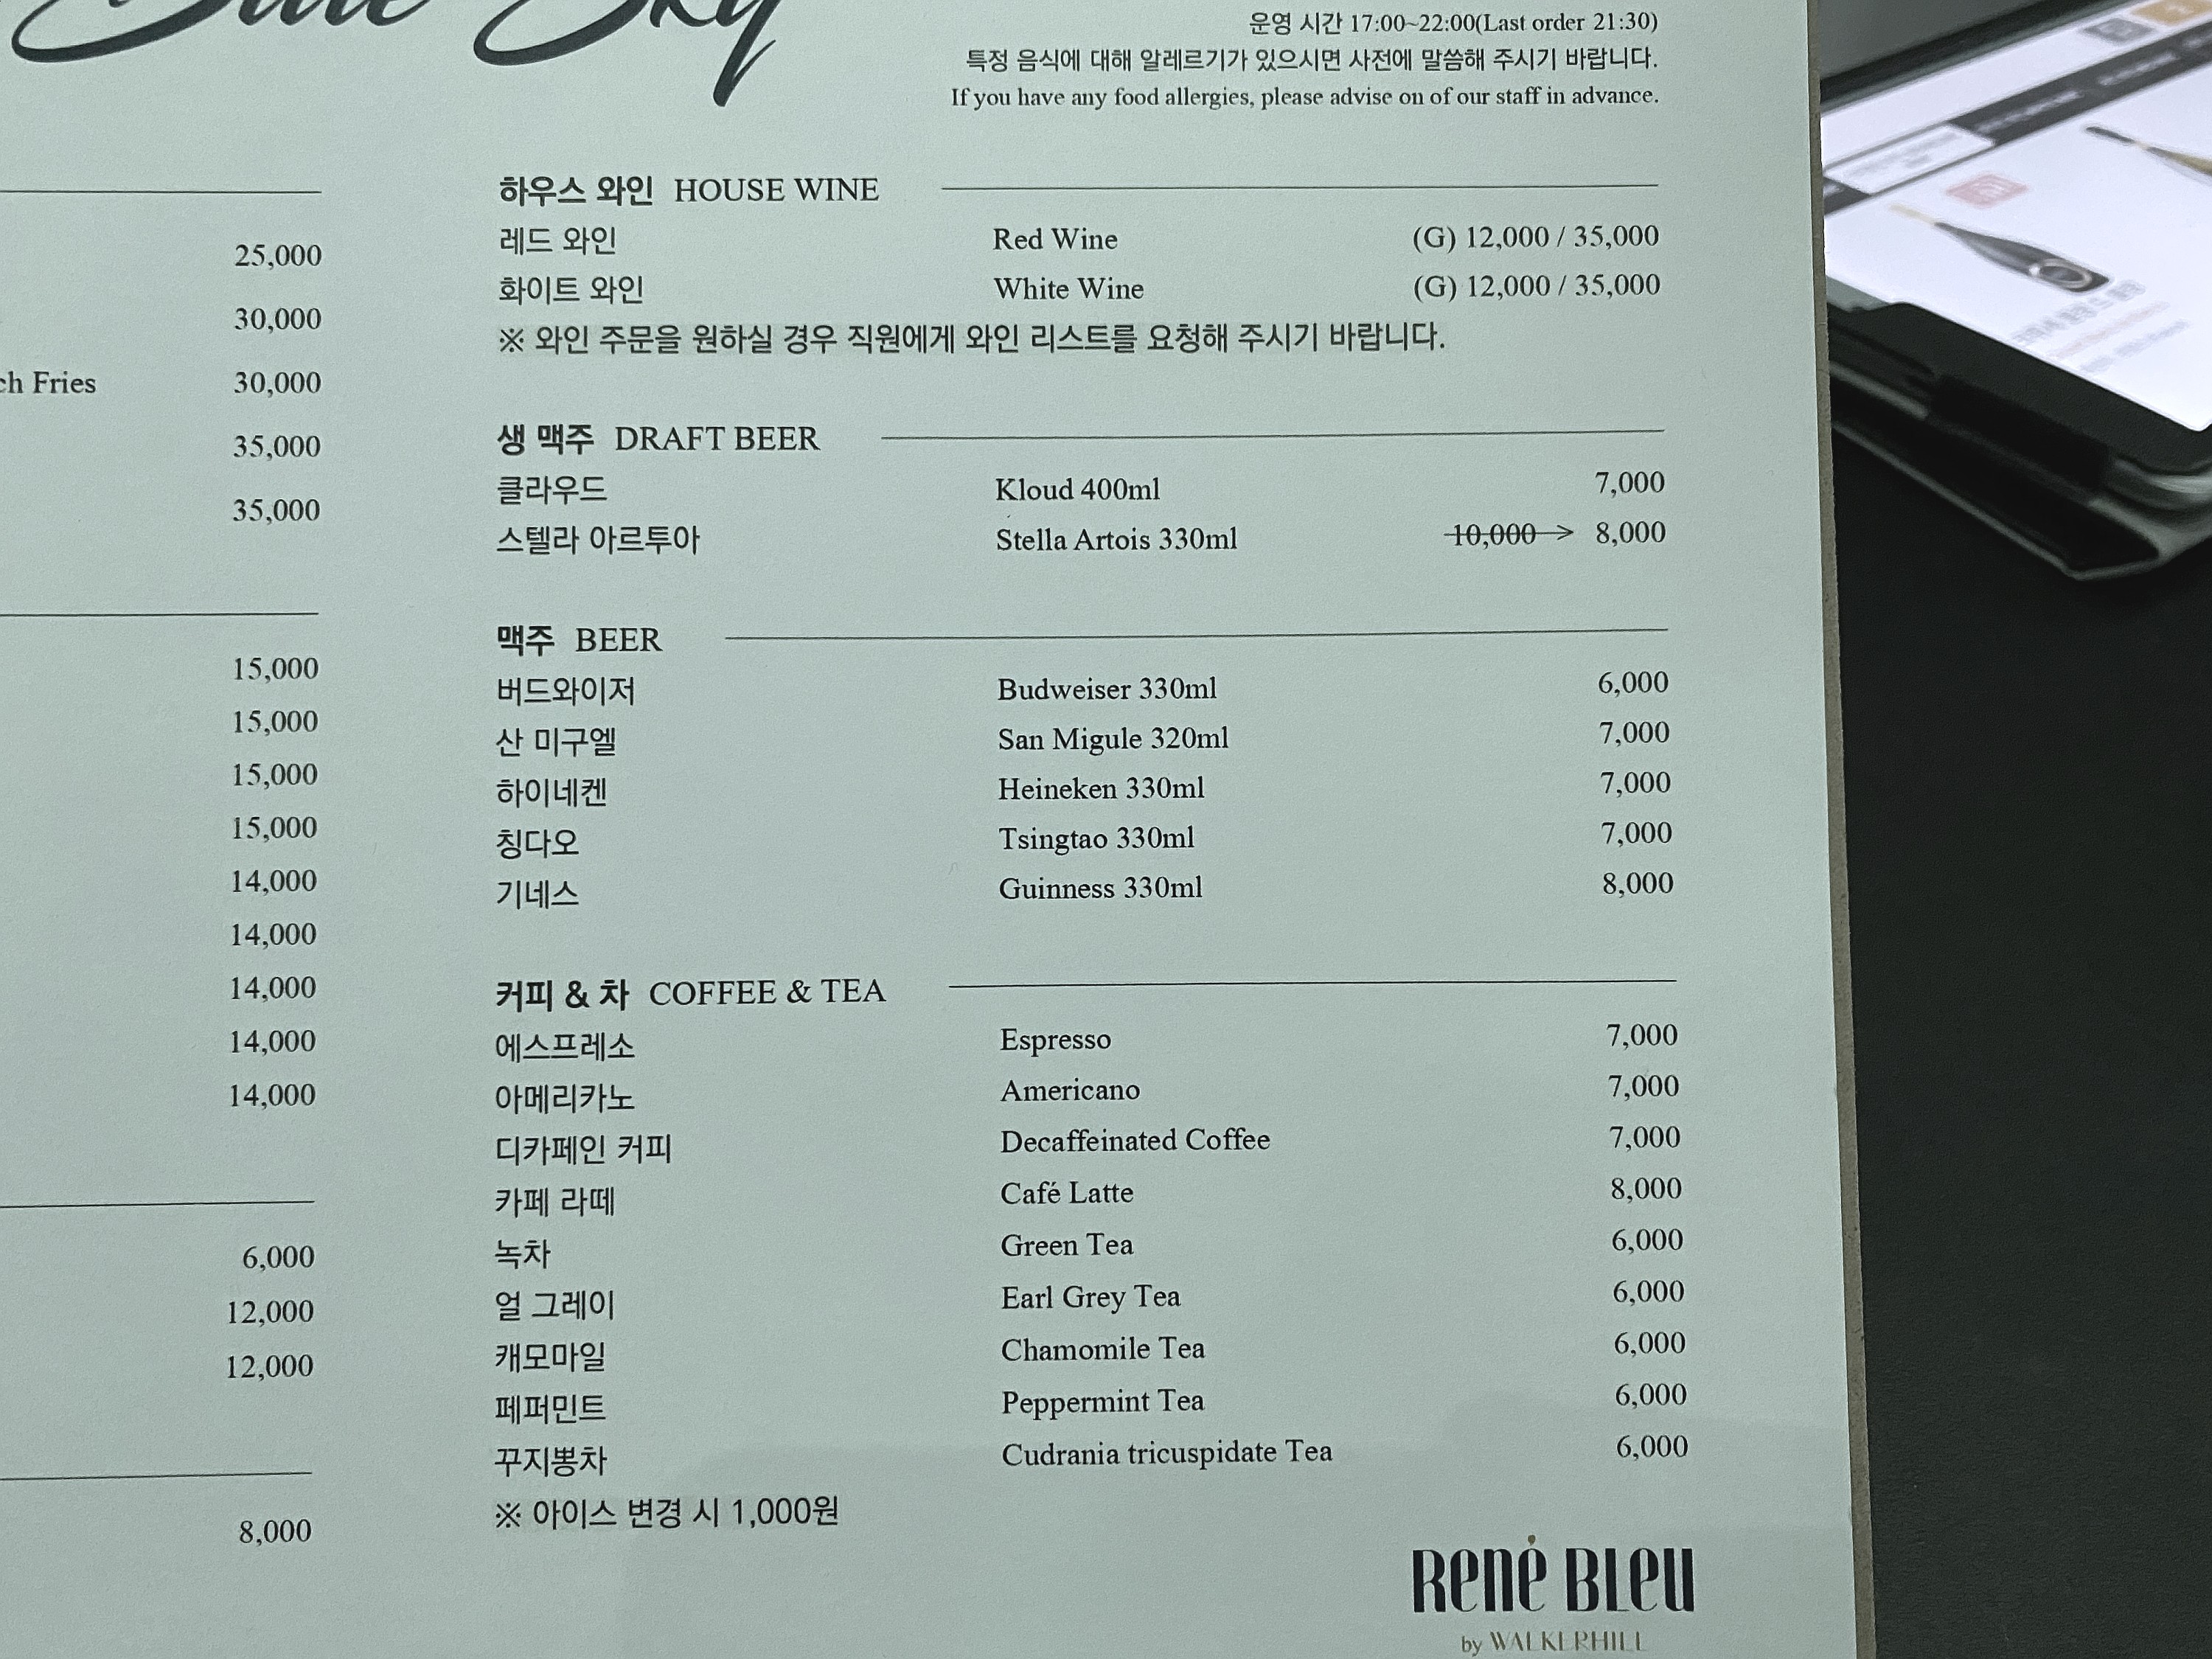 Sky
운영 시간 17:00~22:00(Last order 21:30)
특정 음식에 대해 알레르기가 있으시면 사전에 말씀해 주시기 바랍니다.
If you have any food allergies, please advise on of our staff in advance.
25,000
30,000
ch Fries 30,000
35,000
35,000
15,000
15,000
15,000
15,000
14,000
14,000
14,000
14,000
14,000
6,000
12,000
12,000
8,000
하우스 와인 HOUSE WINE
레드 와인 Red Wine (G) 12,000 / 35,000
화이트 와인 White Wine (G) 12,000 / 35,000
※ 와인 주문을 원하실 경우 직원에게 와인 리스트를 요청해 주시기 바랍니다.
생 맥주 DRAFT BEER
클라우드 Kloud 400ml 7,000
스텔라 아르투아 Stella Artois 330ml 10,000 → 8,000
맥주 BEER
버드와이저 Budweiser 330ml 6,000
산 미구엘 San Migule 320ml 7,000
하이네켄 Heineken 330ml 7,000
칭다오 Tsingtao 330ml 7,000
기네스 Guinness 330ml 8,000
커피 & 차 COFFEE & TEA
에스프레소 Espresso 7,000
아메리카노 Americano 7,000
디카페인 커피 Decaffeinated Coffee 7,000
카페 라떼 Café Latte 8,000
녹차 Green Tea 6,000
얼 그레이 Earl Grey Tea 6,000
캐모마일 Chamomile Tea 6,000
페퍼민트 Peppermint Tea 6,000
꾸지뽕차 Cudrania tricuspidate Tea 6,000
※ 아이스 변경 시 1,000원
René BLeu
by WALKERHILL